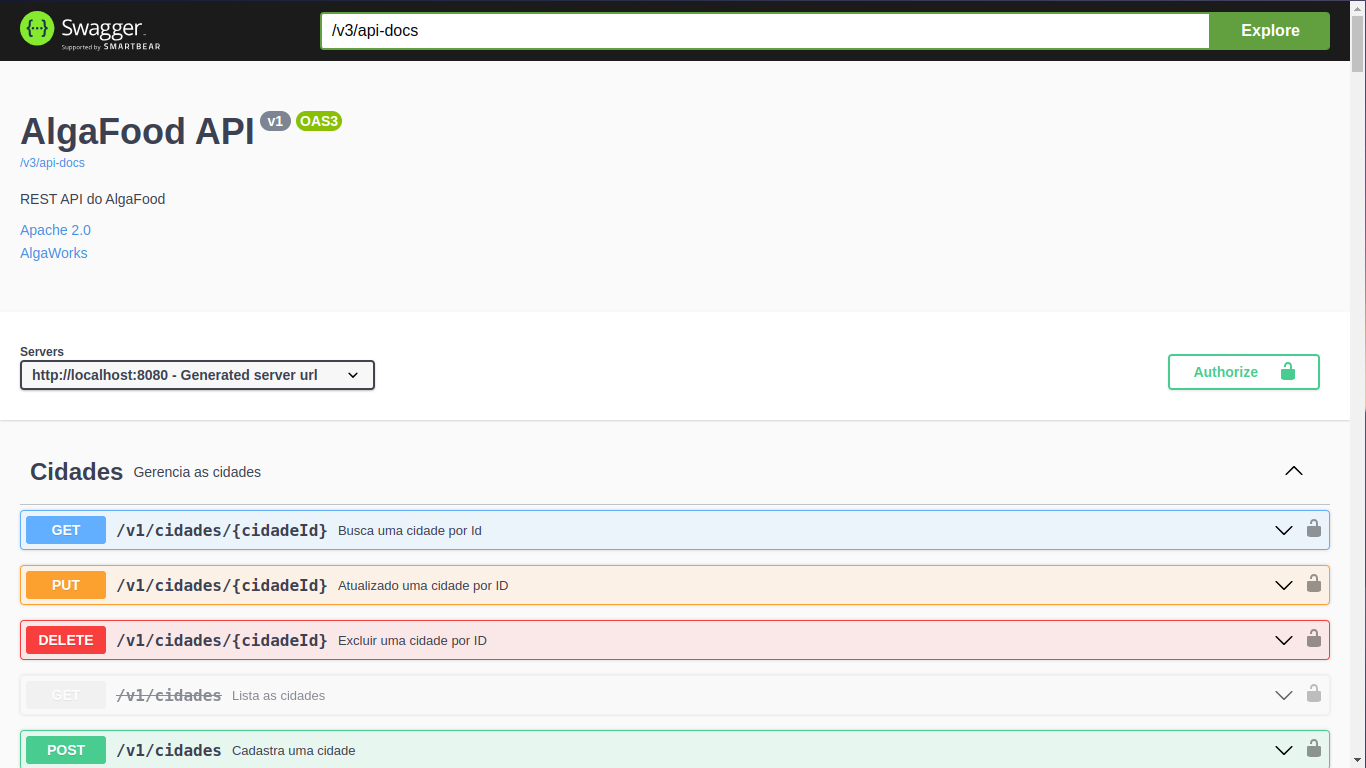 {···} Swagger.
Supported by SMARTBEAR
/v3/api-docs
Explore
AlgaFood API v1 OAS3
/v3/api-docs
REST API do AlgaFood
Apache 2.0
AlgaWorks
Servers
http://localhost:8080 - Generated server url
Authorize
Cidades Gerencia as cidades
GET /v1/cidades/{cidadeId} Busca uma cidade por Id
PUT /v1/cidades/{cidadeId} Atualizado uma cidade por ID
DELETE /v1/cidades/{cidadeId} Excluir uma cidade por ID
GET /v1/cidades Lista as cidades
POST /v1/cidades Cadastra uma cidade